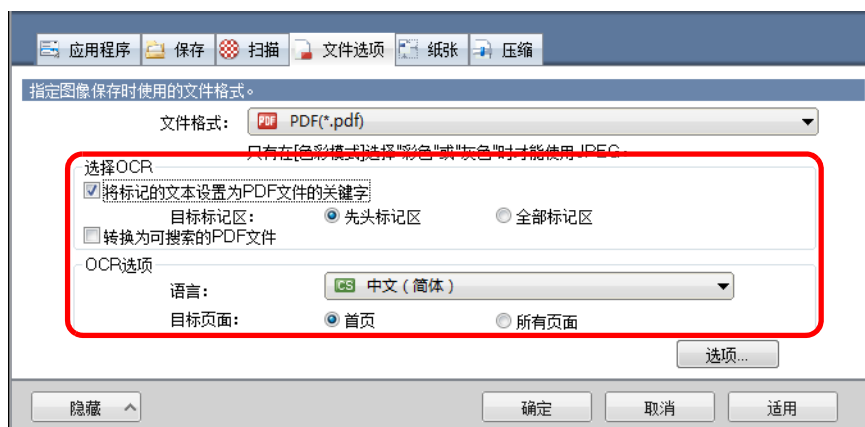 应用程序 保存 扫描 文件选项 纸张 压缩
指定图像保存时使用的文件格式。
文件格式： PDF PDF(*.pdf)
只有在[色彩模式]选择"彩色"或"灰色"时才能使用JPEG。
选择OCR
将标记的文本设置为PDF文件的关键字
目标标记区： 先头标记区 全部标记区
转换为可搜索的PDF文件
OCR选项
语言： CS 中文（简体）
目标页面： 首页 所有页面
选项...
隐藏 确定 取消 适用